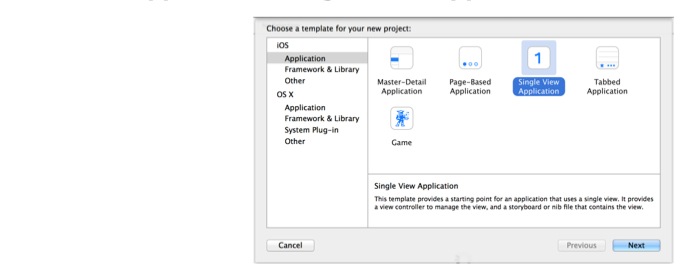 Choose a template for your new project:
iOS
Application
Framework & Library
Other
OS X
Application
Framework & Library
System Plug-in
Other
Master-Detail
Application
Page-Based
Application
1
Single View
Application
Tabbed
Application
Game
Single View Application
This template provides a starting point for an application that uses a single view. It provides
a view controller to manage the view, and a storyboard or nib file that contains the view.
Cancel
Previous
Next